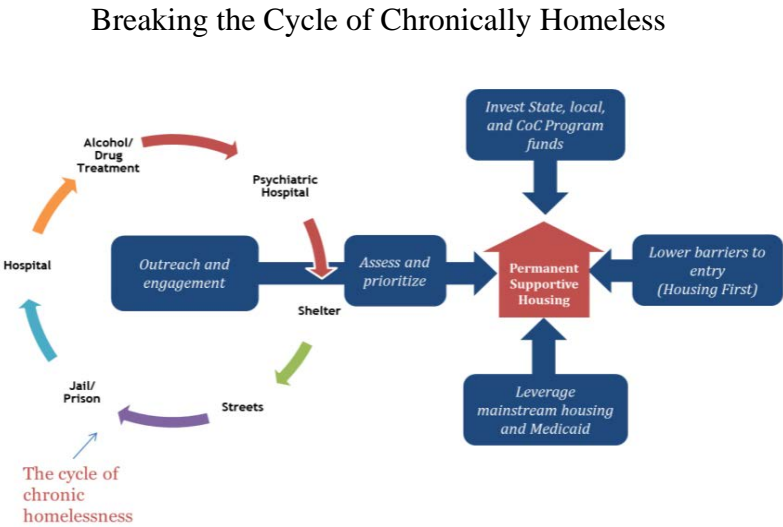 Breaking the Cycle of Chronically Homeless
Invest State, local,
and CoC Program
funds
Alcohol/
Drug
Treatment
Psychiatric
Hospital
Hospital
Outreach and
engagement
Assess and
prioritize
Permanent
Supportive
Housing
Lower barriers to
entry
(Housing First)
Shelter
Jail/
Prison
Streets
Leverage
mainstream housing
and Medicaid
The cycle of
chronic
homelessness